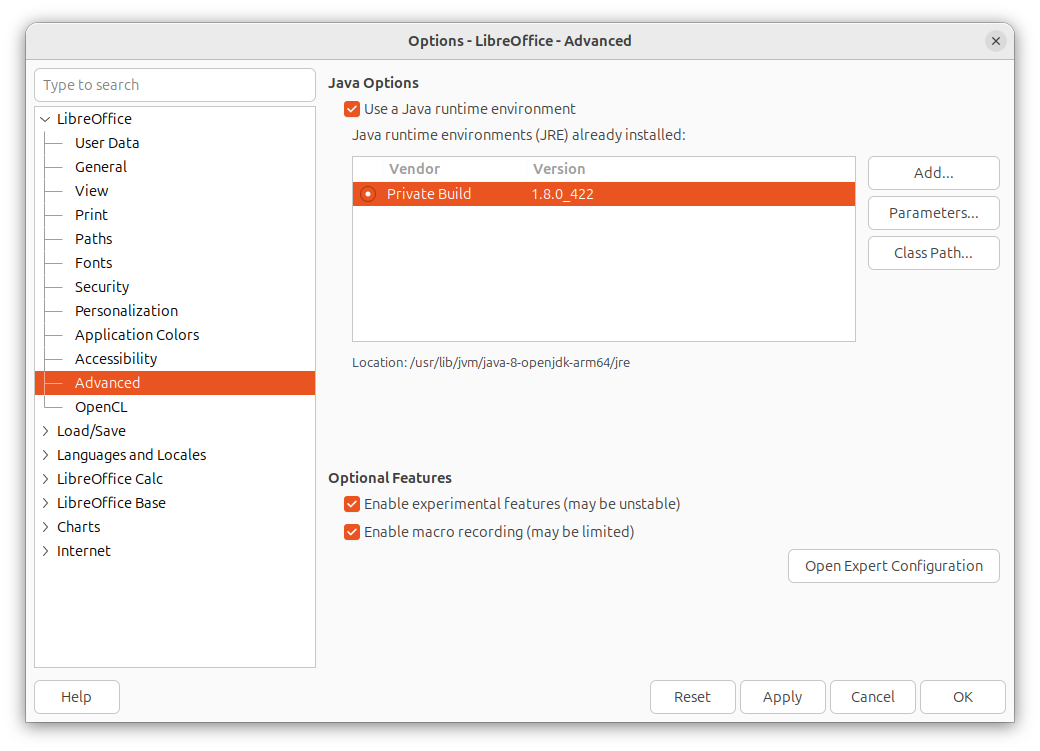 Options - LibreOffice - Advanced
Type to search
LibreOffice
User Data
General
View
Print
Paths
Fonts
Security
Personalization
Application Colors
Accessibility
Advanced
OpenCL
Load/Save
Languages and Locales
LibreOffice Calc
LibreOffice Base
Charts
Internet
Java Options
Use a Java runtime environment
Java runtime environments (JRE) already installed:
Vendor Version
Private Build 1.8.0_422
Add...
Parameters...
Class Path...
Location: /usr/lib/jvm/java-8-openjdk-arm64/jre
Optional Features
Enable experimental features (may be unstable)
Enable macro recording (may be limited)
Open Expert Configuration
Help Reset Apply Cancel OK